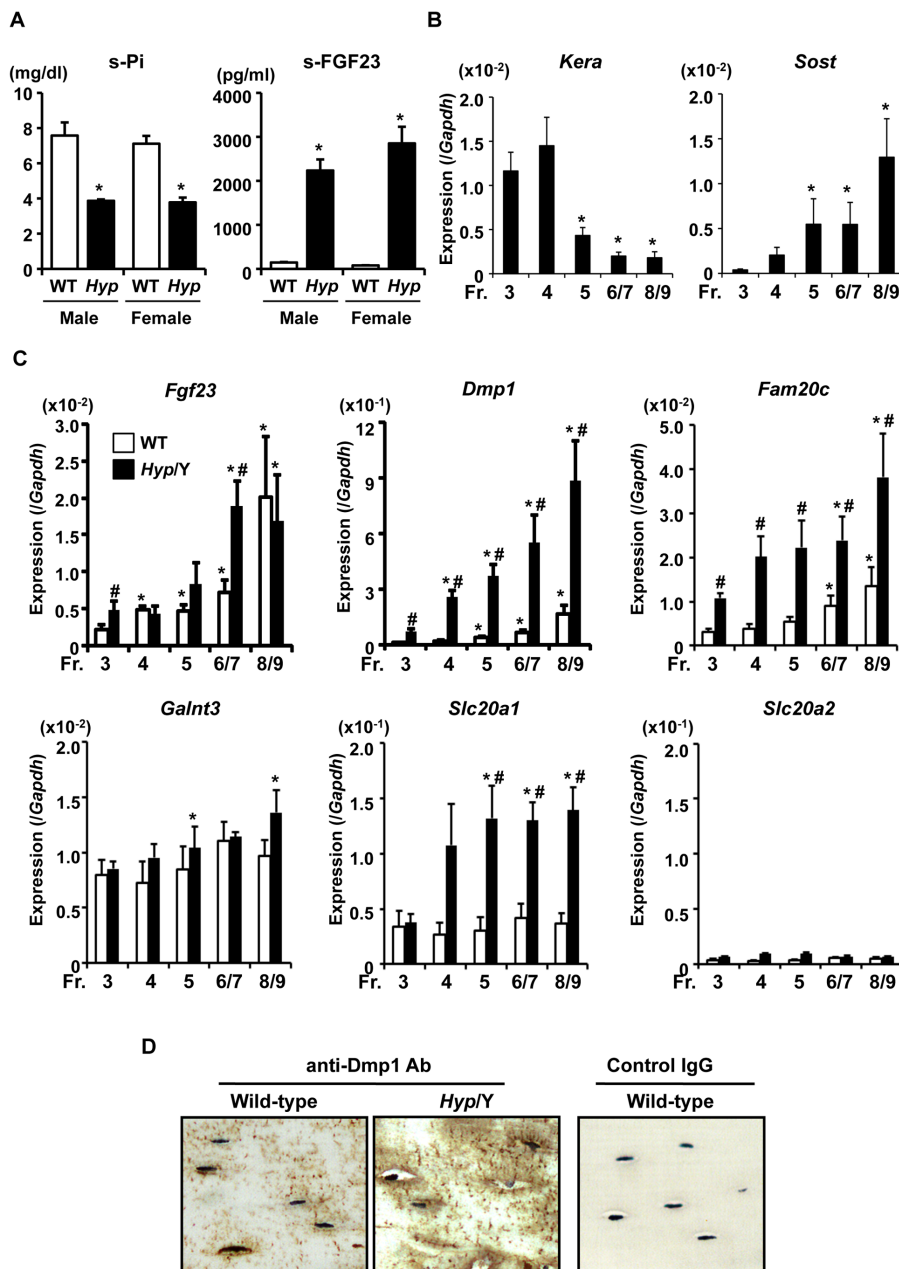 A
s-Pi
(mg/dl)
8
6
4
2
0
*
*
WT Hyp WT Hyp
Male Female
s-FGF23
(pg/ml)
4000
3000
2000
1000
0
*
*
WT Hyp WT Hyp
Male Female
B
Kera
(x10-2)
Expression (/Gapdh)
2.0
1.5
1.0
0.5
0
* * *
Fr. 3 4 5 6/7 8/9
Sost
(x10-2)
2.0
1.5
1.0
0.5
0
* * *
Fr. 3 4 5 6/7 8/9
C
Fgf23
(x10-2)
Expression (/Gapdh)
3.0
2.5
2.0
1.5
1.0
0.5
0
WT
Hyp/Y
# * * * *# * *
Fr. 3 4 5 6/7 8/9
Dmp1
(x10-1)
Expression (/Gapdh)
12
9
6
3
0
# *# * *# * *# * *#
Fr. 3 4 5 6/7 8/9
Fam20c
(x10-2)
Expression (/Gapdh)
5.0
4.0
2.0
1.0
0
# # # * *# * *#
Fr. 3 4 5 6/7 8/9
Galnt3
(x10-2)
Expression (/Gapdh)
2.0
1.5
1.0
0.5
0
* *
Fr. 3 4 5 6/7 8/9
Slc20a1
(x10-1)
Expression (/Gapdh)
2.0
1.5
1.0
0.5
0
*# *# *#
Fr. 3 4 5 6/7 8/9
Slc20a2
(x10-1)
Expression (/Gapdh)
2.0
1.5
1.0
0.5
0
Fr. 3 4 5 6/7 8/9
D
anti-Dmp1 Ab Control IgG
Wild-type Hyp/Y Wild-type